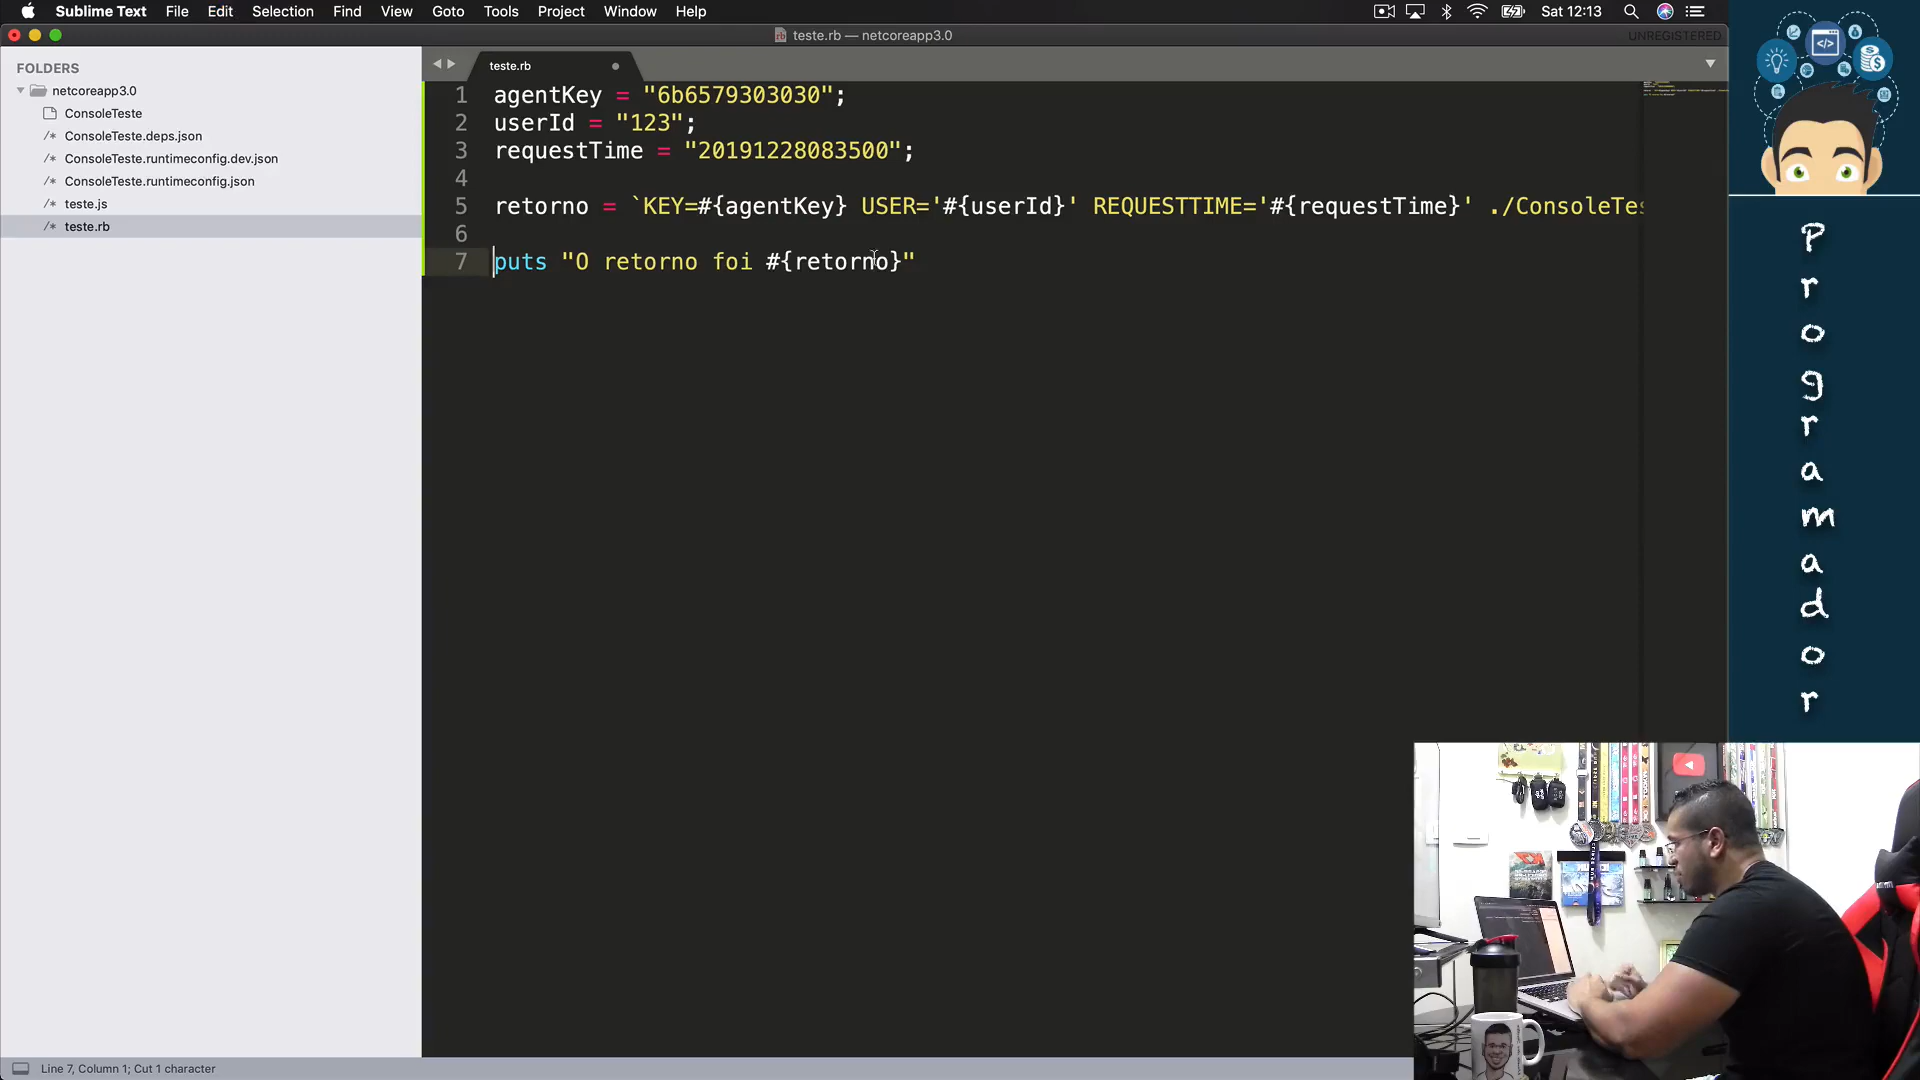 Sublime Text File Edit Selection Find View Goto Tools Project Window Help Sat 12:13
teste.rb — netcoreapp3.0 UNREGISTERED
FOLDERS
netcoreapp3.0
ConsoleTeste
ConsoleTeste.deps.json
ConsoleTeste.runtimeconfig.dev.json
ConsoleTeste.runtimeconfig.json
teste.js
teste.rb
teste.rb
1 agentKey = "6b6579303030";
2 userId = "123";
3 requestTime = "20191228083500";
4
5 retorno = `KEY=#{agentKey} USER='#{userId}' REQUESTTIME='#{requestTime}' ./ConsoleTes
6
7 puts "O retorno foi #{retorno}"
Programador
Line 7, Column 1; Cut 1 character